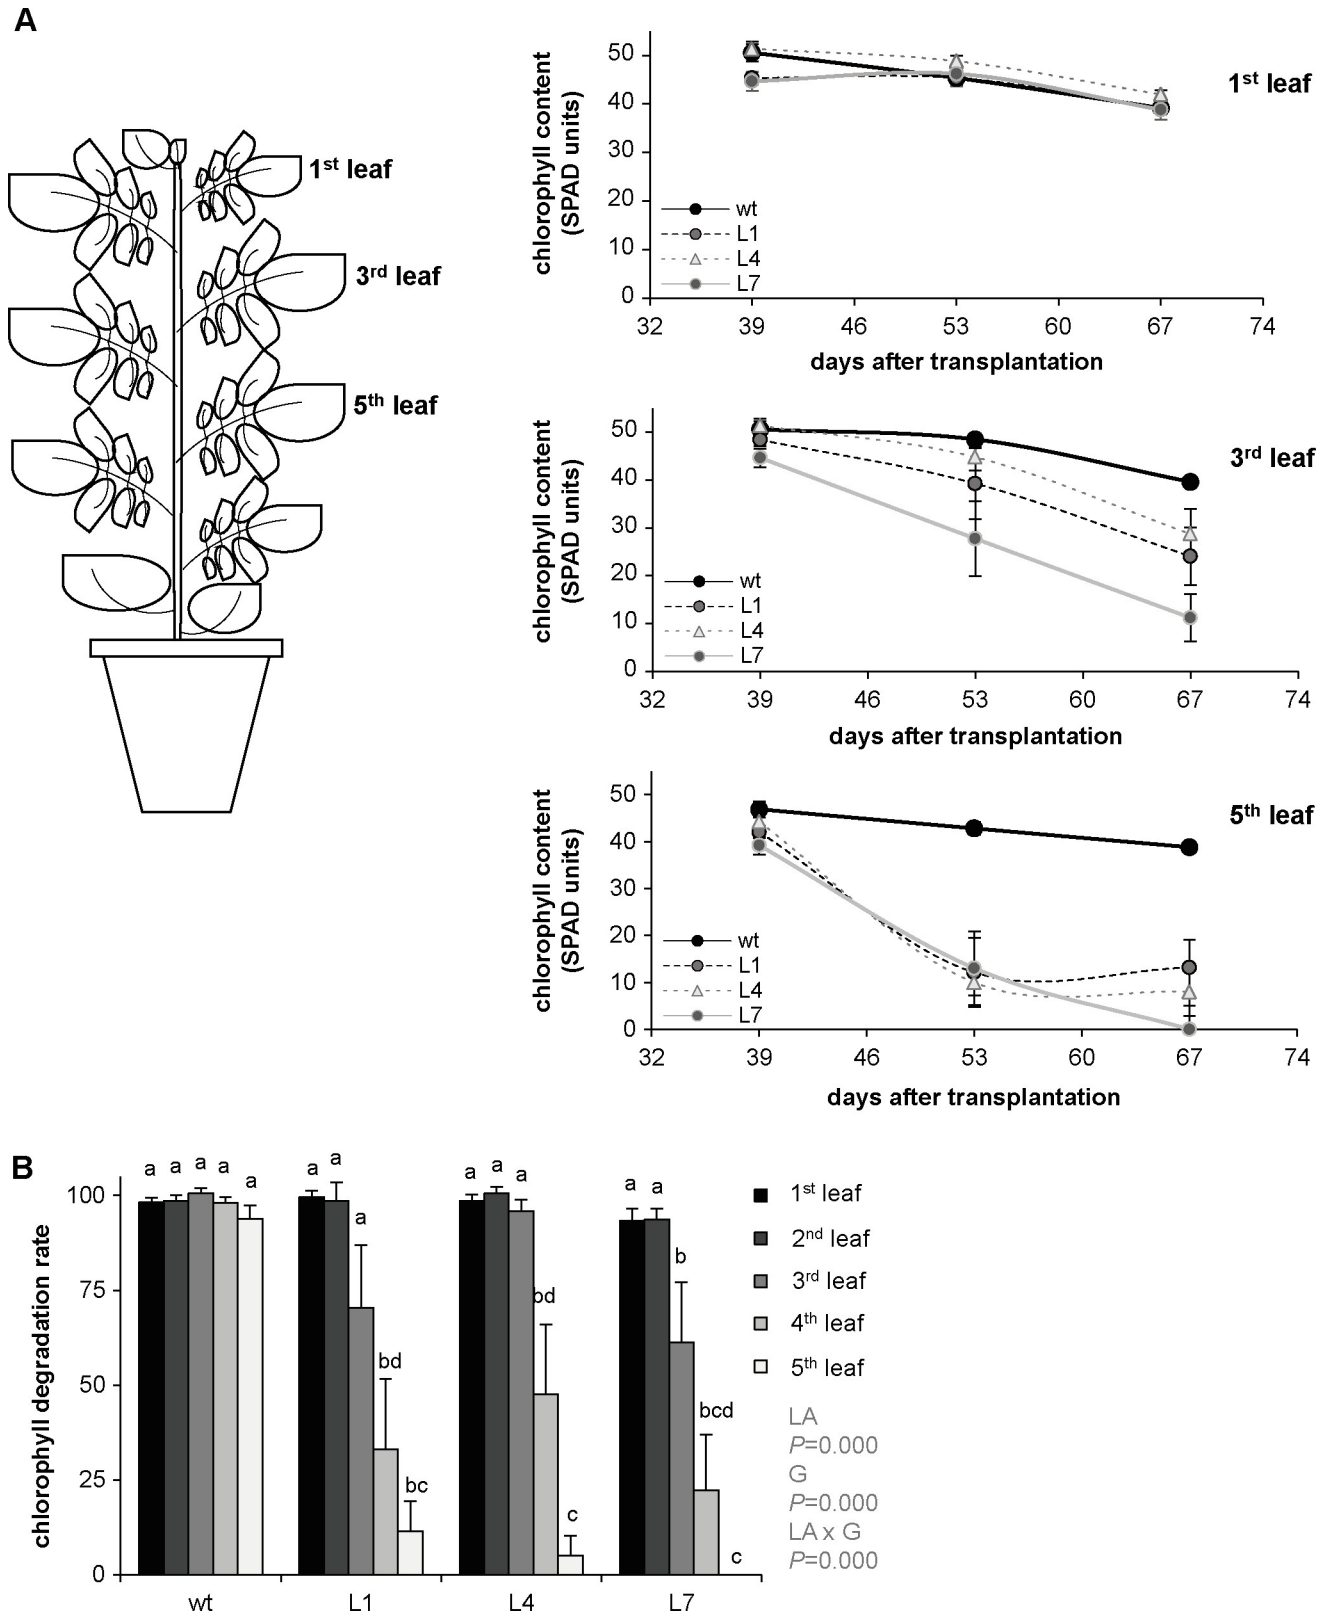 A
1st leaf
3rd leaf
5th leaf
chlorophyll content
(SPAD units)
50
40
30
20
10
0
wt
L1
L4
L7
32 39 46 53 60 67 74
days after transplantation
1st leaf
chlorophyll content
(SPAD units)
50
40
30
20
10
0
wt
L1
L4
L7
32 39 46 53 60 67 74
days after transplantation
3rd leaf
chlorophyll content
(SPAD units)
50
40
30
20
10
0
wt
L1
L4
L7
32 39 46 53 60 67 74
days after transplantation
5th leaf
B
chlorophyll degradation rate
100
75
50
25
0
a a a a a
a a a bd bc
a a a bd c
a a b bcd c
wt L1 L4 L7
1st leaf
2nd leaf
3rd leaf
4th leaf
5th leaf
LA
P=0.000
G
P=0.000
LA x G
P=0.000